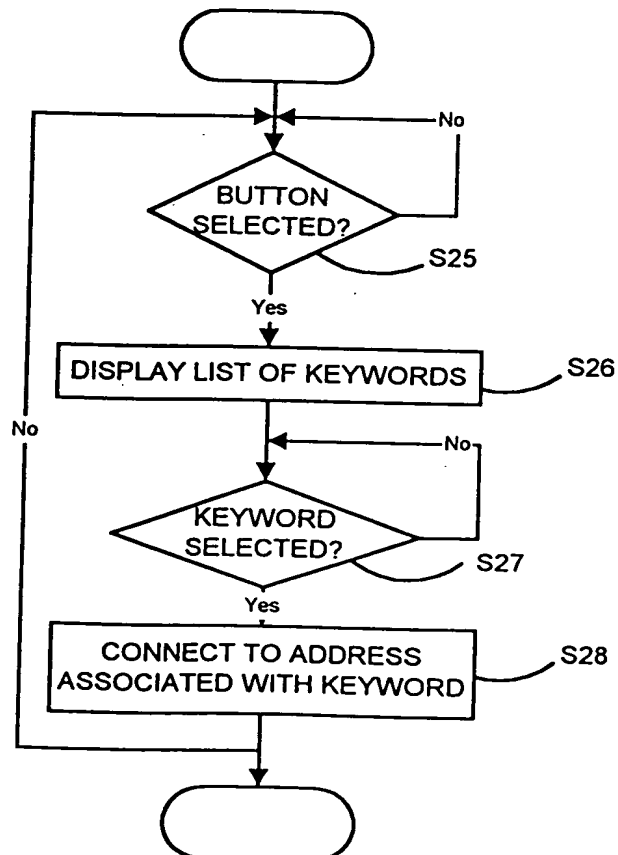 No
BUTTON
SELECTED?
S25
Yes
DISPLAY LIST OF KEYWORDS
S26
No
No
KEYWORD
SELECTED?
S27
Yes
CONNECT TO ADDRESS
ASSOCIATED WITH KEYWORD
S28